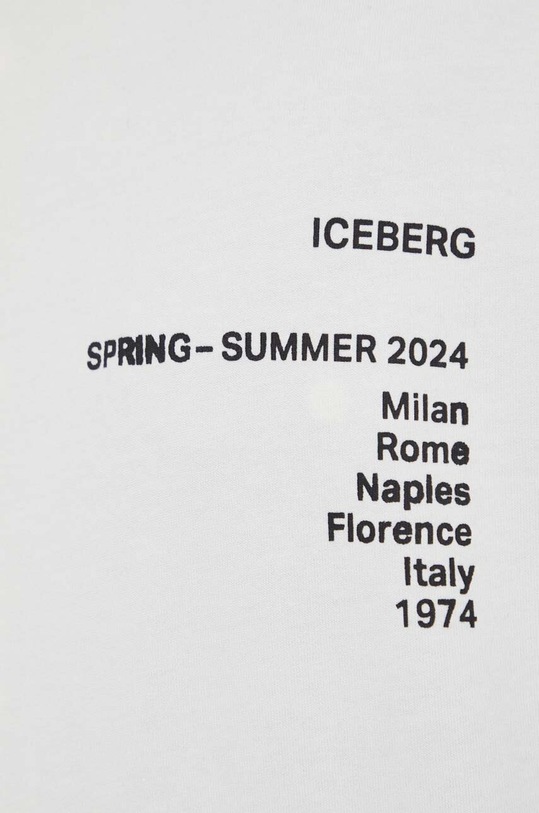 ICEBERG
SPRING– SUMMER 2024
Milan
Rome
Naples
Florence
Italy
1974